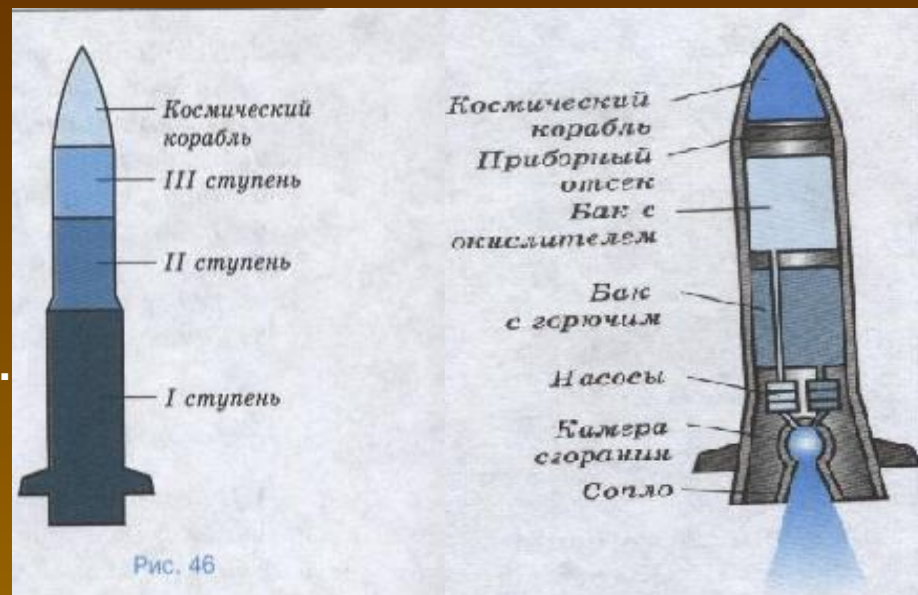 Космический
корабль
III ступень
II ступень
I ступень
Рис. 46
Космический
корабль
Приборный
отсек
Бак с
окислителем
Бак
с горючим
Насосы
Камера
сгорания
Сопло